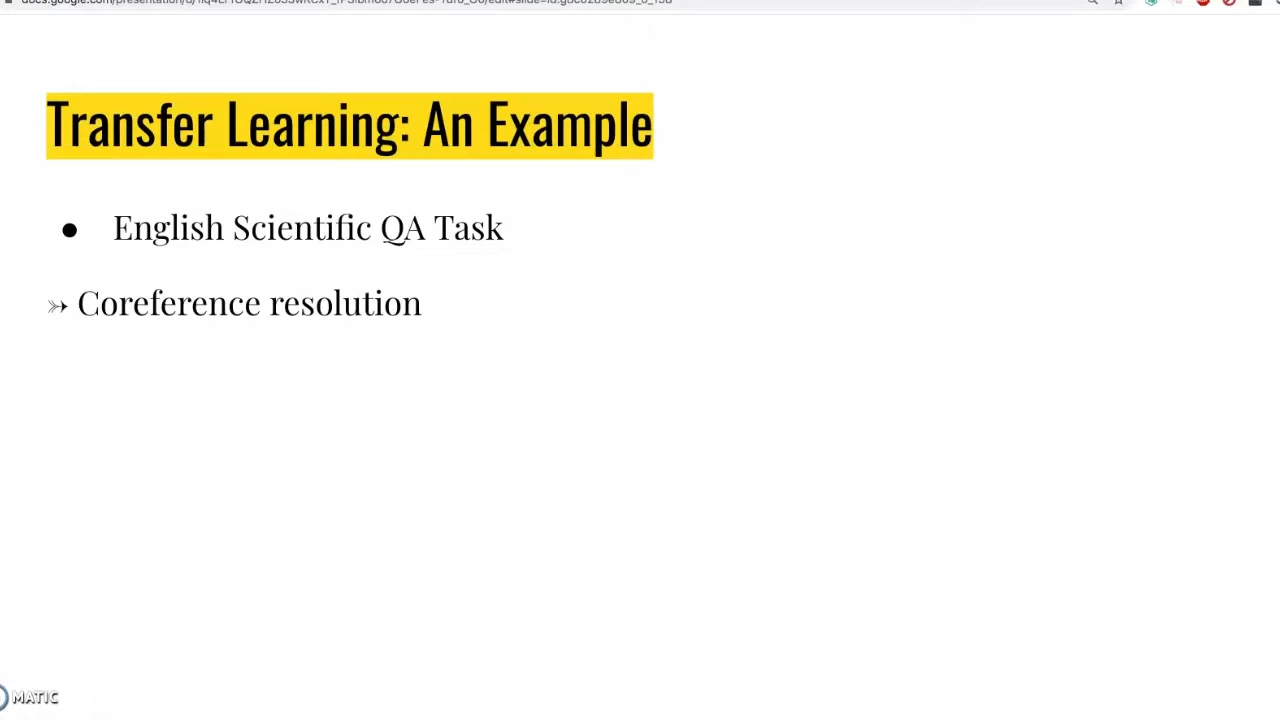 Transfer Learning: An Example
● English Scientific QA Task
⤖ Coreference resolution
MATIC